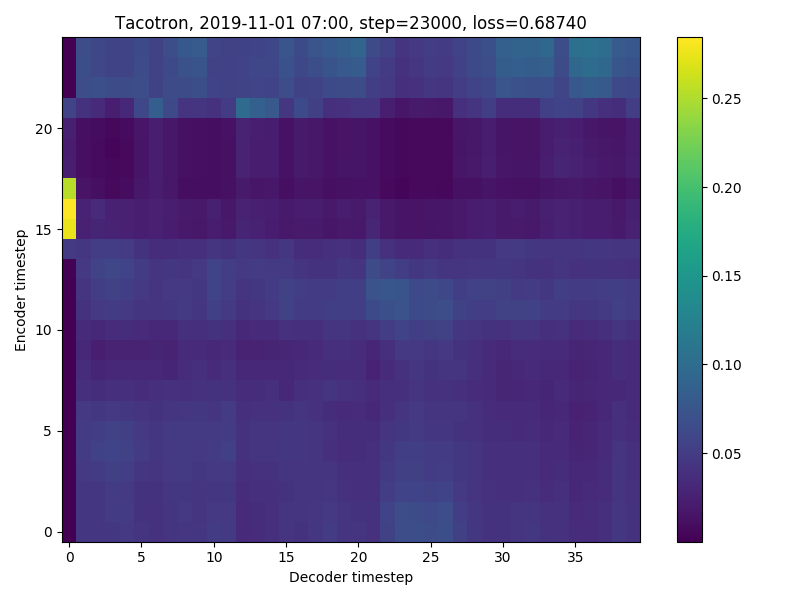 Tacotron, 2019-11-01 07:00, step=23000, loss=0.68740
Encoder timestep
20
15
10
5
0
0 5 10 15 20 25 30 35
Decoder timestep
0.25
0.20
0.15
0.10
0.05